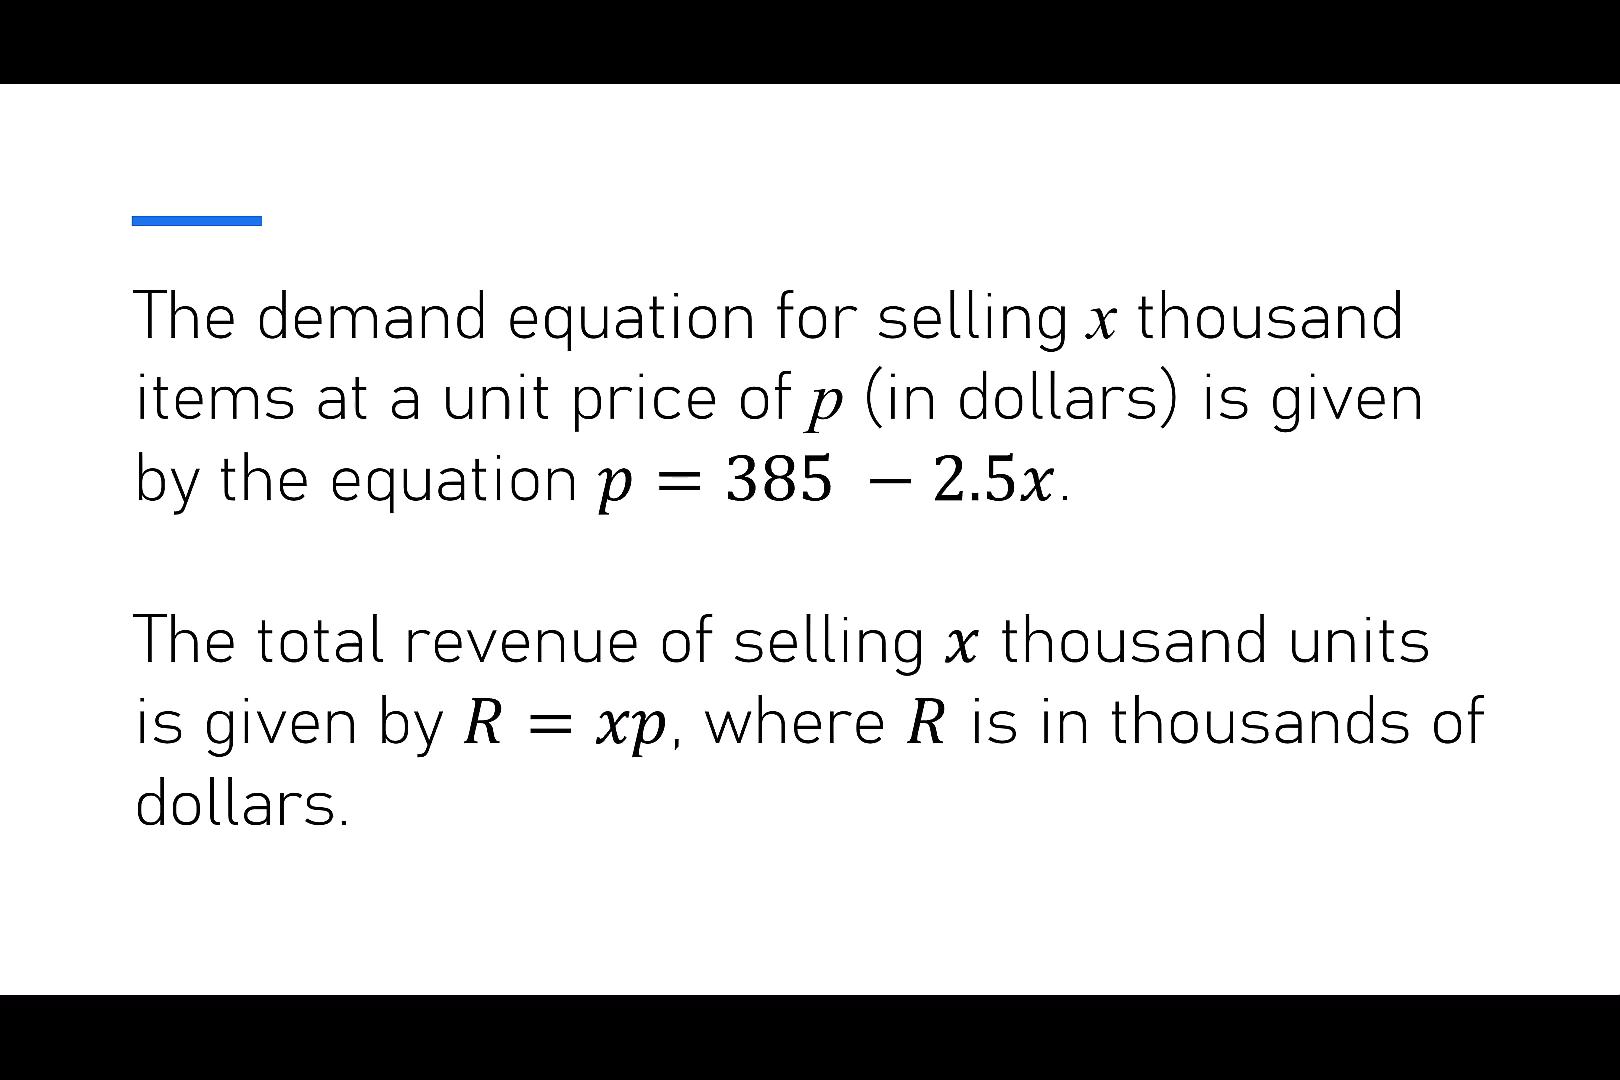 The demand equation for selling x thousand
items at a unit price of p (in dollars) is given
by the equation p = 385 − 2.5x.
The total revenue of selling x thousand units
is given by R = xp, where R is in thousands of
dollars.